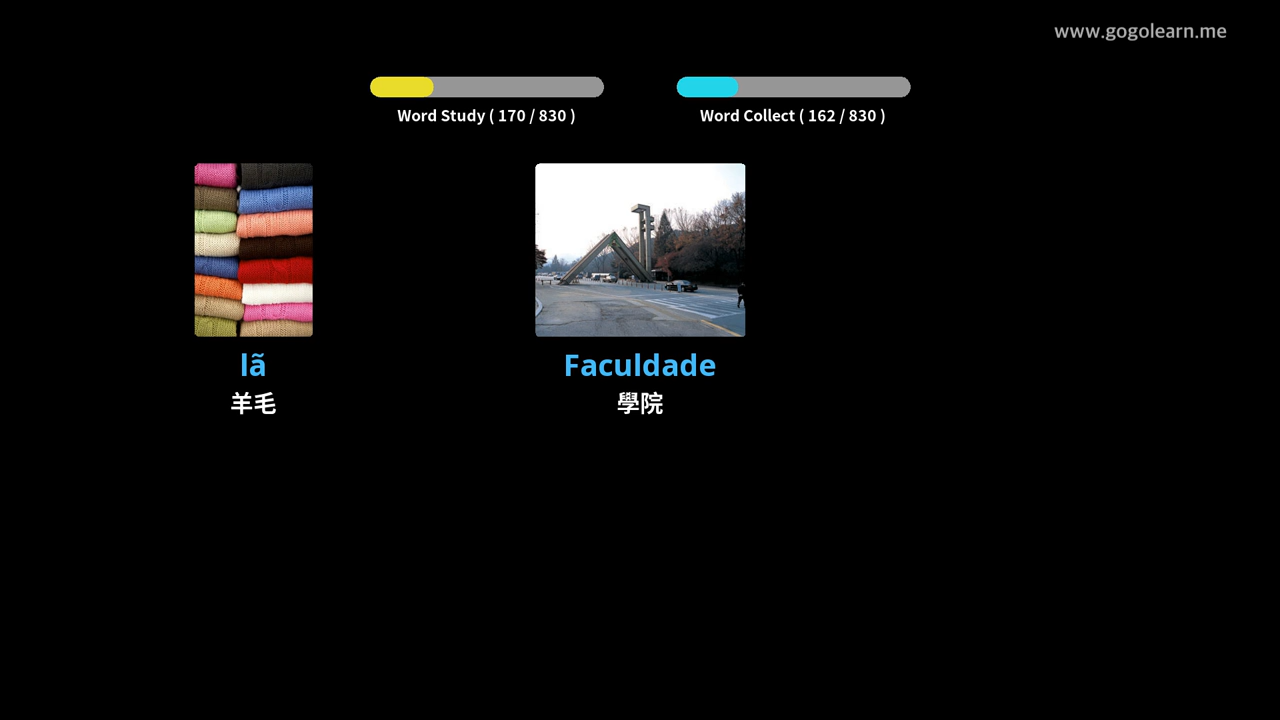 www.gogolearn.me
Word Study ( 170 / 830 )
Word Collect ( 162 / 830 )
lã
羊毛
Faculdade
學院